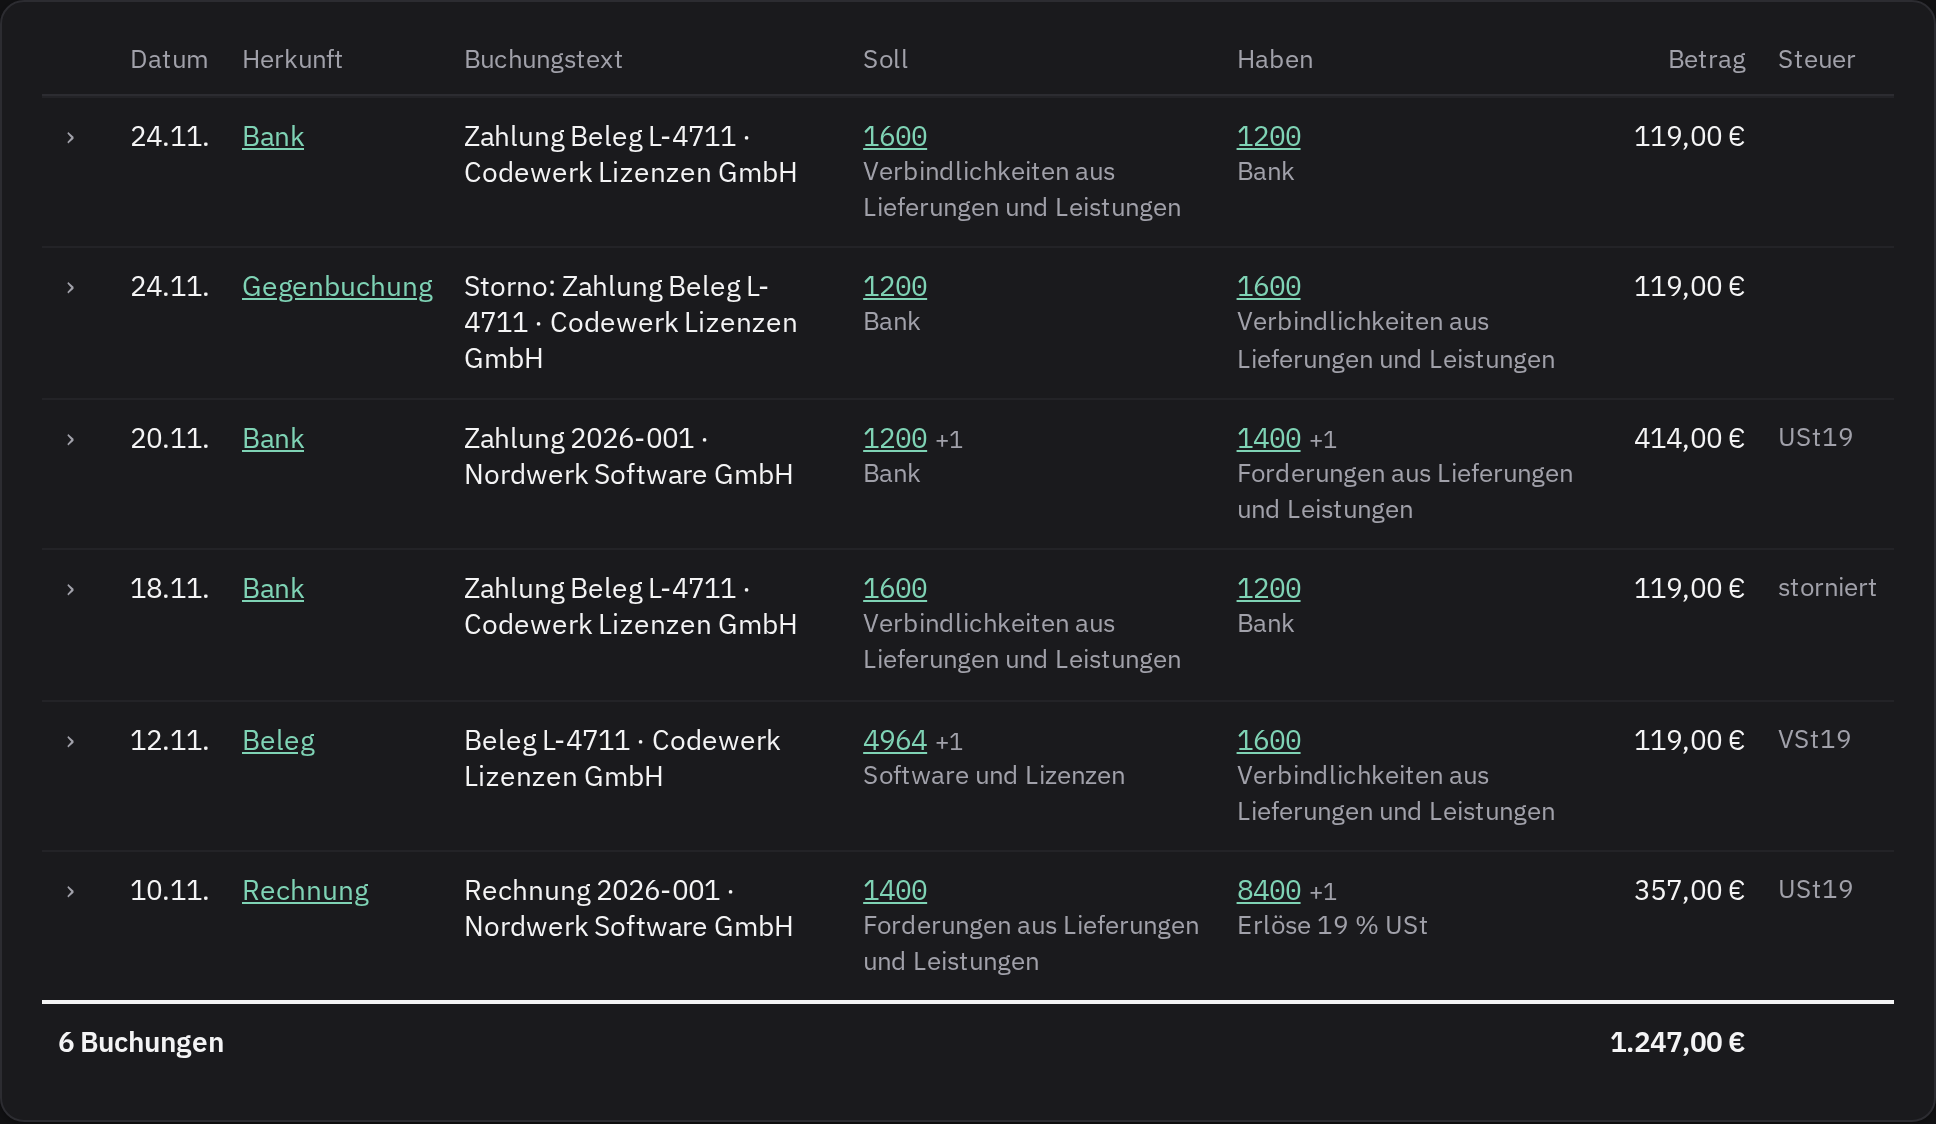 Datum Herkunft Buchungstext Soll Haben Betrag Steuer
› 24.11. Bank Zahlung Beleg L-4711 · 1600 1200 119,00 €
Codewerk Lizenzen GmbH Verbindlichkeiten aus Bank
Lieferungen und Leistungen
› 24.11. Gegenbuchung Storno: Zahlung Beleg L- 1200 1600 119,00 €
4711 · Codewerk Lizenzen Bank Verbindlichkeiten aus
GmbH Lieferungen und Leistungen
› 20.11. Bank Zahlung 2026-001 · 1200 +1 1400 +1 414,00 € USt19
Nordwerk Software GmbH Bank Forderungen aus Lieferungen
und Leistungen
› 18.11. Bank Zahlung Beleg L-4711 · 1600 1200 119,00 € storniert
Codewerk Lizenzen GmbH Verbindlichkeiten aus Bank
Lieferungen und Leistungen
› 12.11. Beleg Beleg L-4711 · Codewerk 4964 +1 1600 119,00 € VSt19
Lizenzen GmbH Software und Lizenzen Verbindlichkeiten aus
Lieferungen und Leistungen
› 10.11. Rechnung Rechnung 2026-001 · 1400 8400 +1 357,00 € USt19
Nordwerk Software GmbH Forderungen aus Lieferungen Erlöse 19 % USt
und Leistungen
6 Buchungen 1.247,00 €